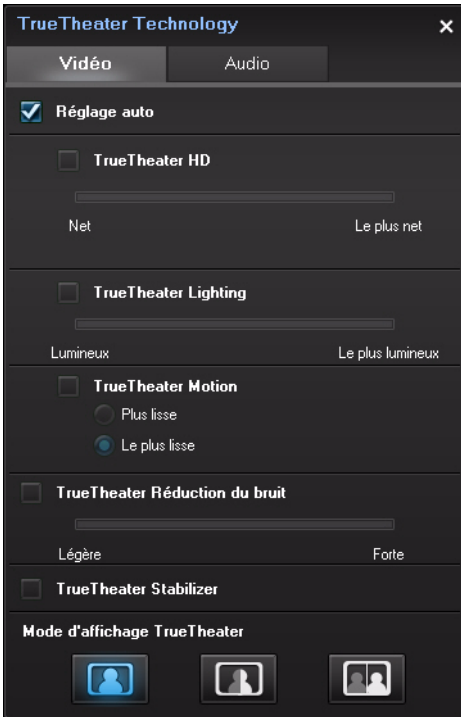 TrueTheater Technology
Vidéo Audio
Réglage auto
TrueTheater HD
Net Le plus net
TrueTheater Lighting
Lumineux Le plus lumineux
TrueTheater Motion
Plus lisse
Le plus lisse
TrueTheater Réduction du bruit
Légère Forte
TrueTheater Stabilizer
Mode d'affichage TrueTheater